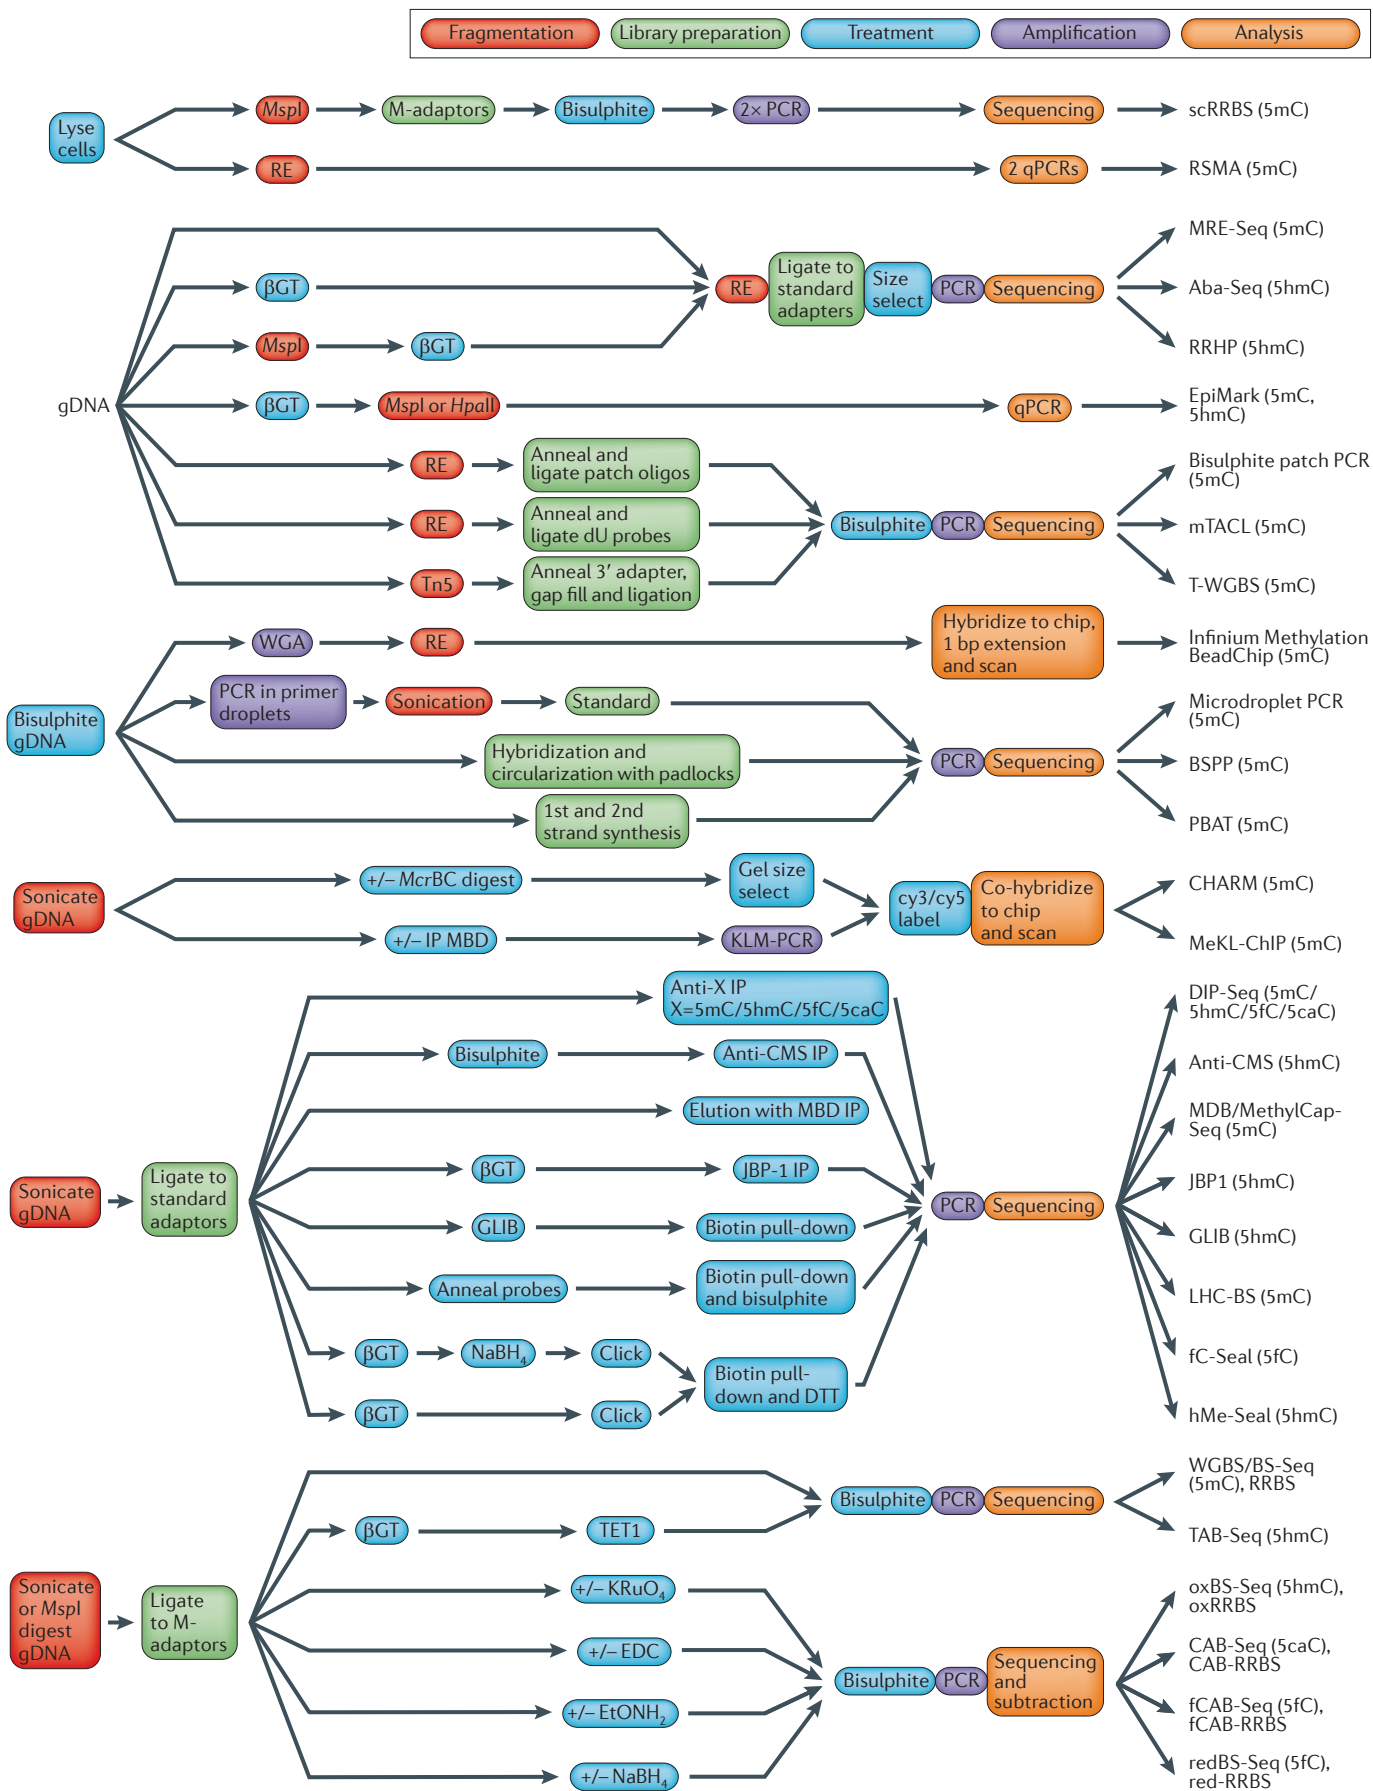 Fragmentation
Library preparation
Treatment
Amplification
Analysis
Lyse
cells
MspI
M-adaptors
Bisulphite
2× PCR
Sequencing
scRRBS (5mC)
RE
2 qPCRs
RSMA (5mC)
gDNA
βGT
MspI
βGT
RE
Ligate to
standard
adapters
Size
select
PCR
Sequencing
MRE-Seq (5mC)
Aba-Seq (5hmC)
RRHP (5hmC)
βGT
MspI or HpaII
qPCR
EpiMark (5mC,
5hmC)
RE
Anneal and
ligate patch oligos
RE
Anneal and
ligate dU probes
Tn5
Anneal 3′ adapter,
gap fill and ligation
Bisulphite
PCR
Sequencing
Bisulphite patch PCR
(5mC)
mTACL (5mC)
T-WGBS (5mC)
Bisulphite
gDNA
WGA
RE
Hybridize to chip,
1 bp extension
and scan
Infinium Methylation
BeadChip (5mC)
PCR in primer
droplets
Sonication
Standard
Hybridization and
circularization with padlocks
1st and 2nd
strand synthesis
PCR
Sequencing
Microdroplet PCR
(5mC)
BSPP (5mC)
PBAT (5mC)
Sonicate
gDNA
+/– McrBC digest
Gel size
select
+/– IP MBD
KLM-PCR
cy3/cy5
label
Co-hybridize
to chip
and scan
CHARM (5mC)
MeKL-ChIP (5mC)
Sonicate
gDNA
Ligate to
standard
adaptors
Anti-X IP
X=5mC/5hmC/5fC/5caC
Bisulphite
Anti-CMS IP
Elution with MBD IP
βGT
JBP-1 IP
GLIB
Biotin pull-down
Anneal probes
Biotin pull-down
and bisulphite
βGT
NaBH₄
Click
βGT
Click
Biotin pull-
down and DTT
PCR
Sequencing
DIP-Seq (5mC/
5hmC/5fC/5caC)
Anti-CMS (5hmC)
MDB/MethylCap-
Seq (5mC)
JBP1 (5hmC)
GLIB (5hmC)
LHC-BS (5mC)
fC-Seal (5fC)
hMe-Seal (5hmC)
Sonicate
or MspI
digest
gDNA
Ligate
to M-
adaptors
βGT
TET1
Bisulphite
PCR
Sequencing
WGBS/BS-Seq
(5mC), RRBS
TAB-Seq (5hmC)
+/– KRuO₄
+/– EDC
+/– EtONH₂
+/– NaBH₄
Bisulphite
PCR
Sequencing
and
subtraction
oxBS-Seq (5hmC),
oxRRBS
CAB-Seq (5caC),
CAB-RRBS
fCAB-Seq (5fC),
fCAB-RRBS
redBS-Seq (5fC),
red-RRBS